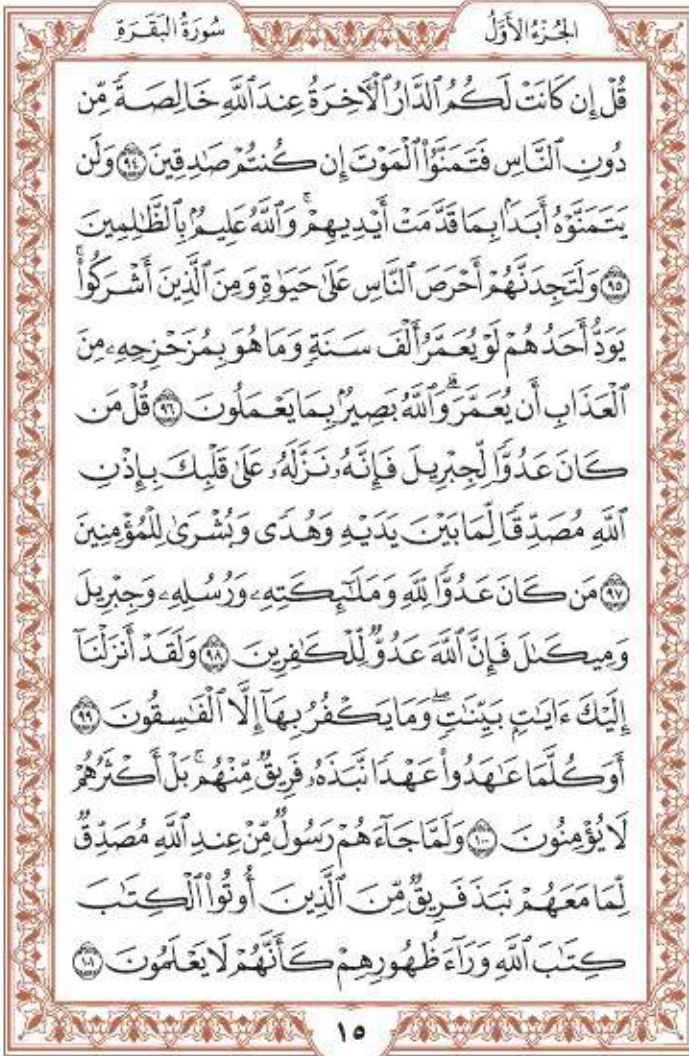 الجُزْءُ الأَوَّلُ سُورَةُ البَقَرَةِ
قُلْ إِن كَانَتْ لَكُمُ ٱلدَّارُ ٱلْأَخِرَةُ عِندَ ٱللَّهِ خَالِصَةً مِّن
دُونِ ٱلنَّاسِ فَتَمَنَّوُا۟ ٱلْمَوْتَ إِن كُنتُمْ صَـٰدِقِينَ ٩٤ وَلَن
يَتَمَنَّوْهُ أَبَدَۢا بِمَا قَدَّمَتْ أَيْدِيهِمْ ۚ وَٱللَّهُ عَلِيمُۢ بِٱلظَّـٰلِمِينَ
٩٥ وَلَتَجِدَنَّهُمْ أَحْرَصَ ٱلنَّاسِ عَلَىٰ حَيَوٰةٍ وَمِنَ ٱلَّذِينَ أَشْرَكُوا۟ ۚ
يَوَدُّ أَحَدُهُمْ لَوْ يُعَمَّرُ أَلْفَ سَنَةٍ وَمَا هُوَ بِمُزَحْزِحِهِۦ مِنَ
ٱلْعَذَابِ أَن يُعَمَّرَ ۗ وَٱللَّهُ بَصِيرُۢ بِمَا يَعْمَلُونَ ٩٦ قُلْ مَن
كَانَ عَدُوًّا لِّجِبْرِيلَ فَإِنَّهُۥ نَزَّلَهُۥ عَلَىٰ قَلْبِكَ بِإِذْنِ
ٱللَّهِ مُصَدِّقًا لِّمَا بَيْنَ يَدَيْهِ وَهُدًى وَبُشْرَىٰ لِلْمُؤْمِنِينَ
٩٧ مَن كَانَ عَدُوًّا لِّلَّهِ وَمَلَـٰٓئِكَتِهِۦ وَرُسُلِهِۦ وَجِبْرِيلَ
وَمِيكَىٰلَ فَإِنَّ ٱللَّهَ عَدُوٌّ لِّلْكَـٰفِرِينَ ٩٨ وَلَقَدْ أَنزَلْنَآ
إِلَيْكَ ءَايَـٰتٍۭ بَيِّنَـٰتٍ ۖ وَمَا يَكْفُرُ بِهَآ إِلَّا ٱلْفَـٰسِقُونَ ٩٩
أَوَكُلَّمَا عَـٰهَدُوا۟ عَهْدًا نَّبَذَهُۥ فَرِيقٌ مِّنْهُم ۚ بَلْ أَكْثَرُهُمْ
لَا يُؤْمِنُونَ ١٠٠ وَلَمَّا جَآءَهُمْ رَسُولٌ مِّنْ عِندِ ٱللَّهِ مُصَدِّقٌ
لِّمَا مَعَهُمْ نَبَذَ فَرِيقٌ مِّنَ ٱلَّذِينَ أُوتُوا۟ ٱلْكِتَـٰبَ
كِتَـٰبَ ٱللَّهِ وَرَآءَ ظُهُورِهِمْ كَأَنَّهُمْ لَا يَعْلَمُونَ ١٠١
١٥